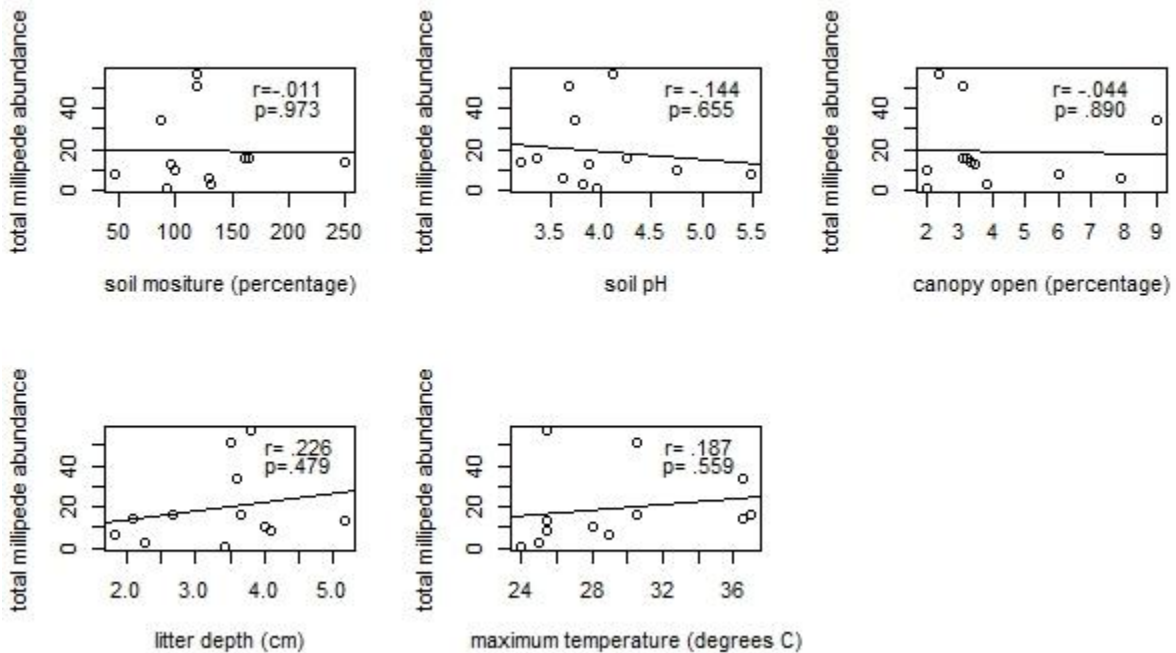 total millipede abundance
0 20 40
r=-.011
p=.973
50 100 150 200 250
soil mositure (percentage)
total millipede abundance
0 20 40
r= -.144
p=.655
3.5 4.0 4.5 5.0 5.5
soil pH
total millipede abundance
0 20 40
r= -.044
p= .890
2 3 4 5 6 7 8 9
canopy open (percentage)
total millipede abundance
0 20 40
r= .226
p=.479
2.0 3.0 4.0 5.0
litter depth (cm)
total millipede abundance
0 20 40
r= .187
p= .559
24 28 32 36
maximum temperature (degrees C)